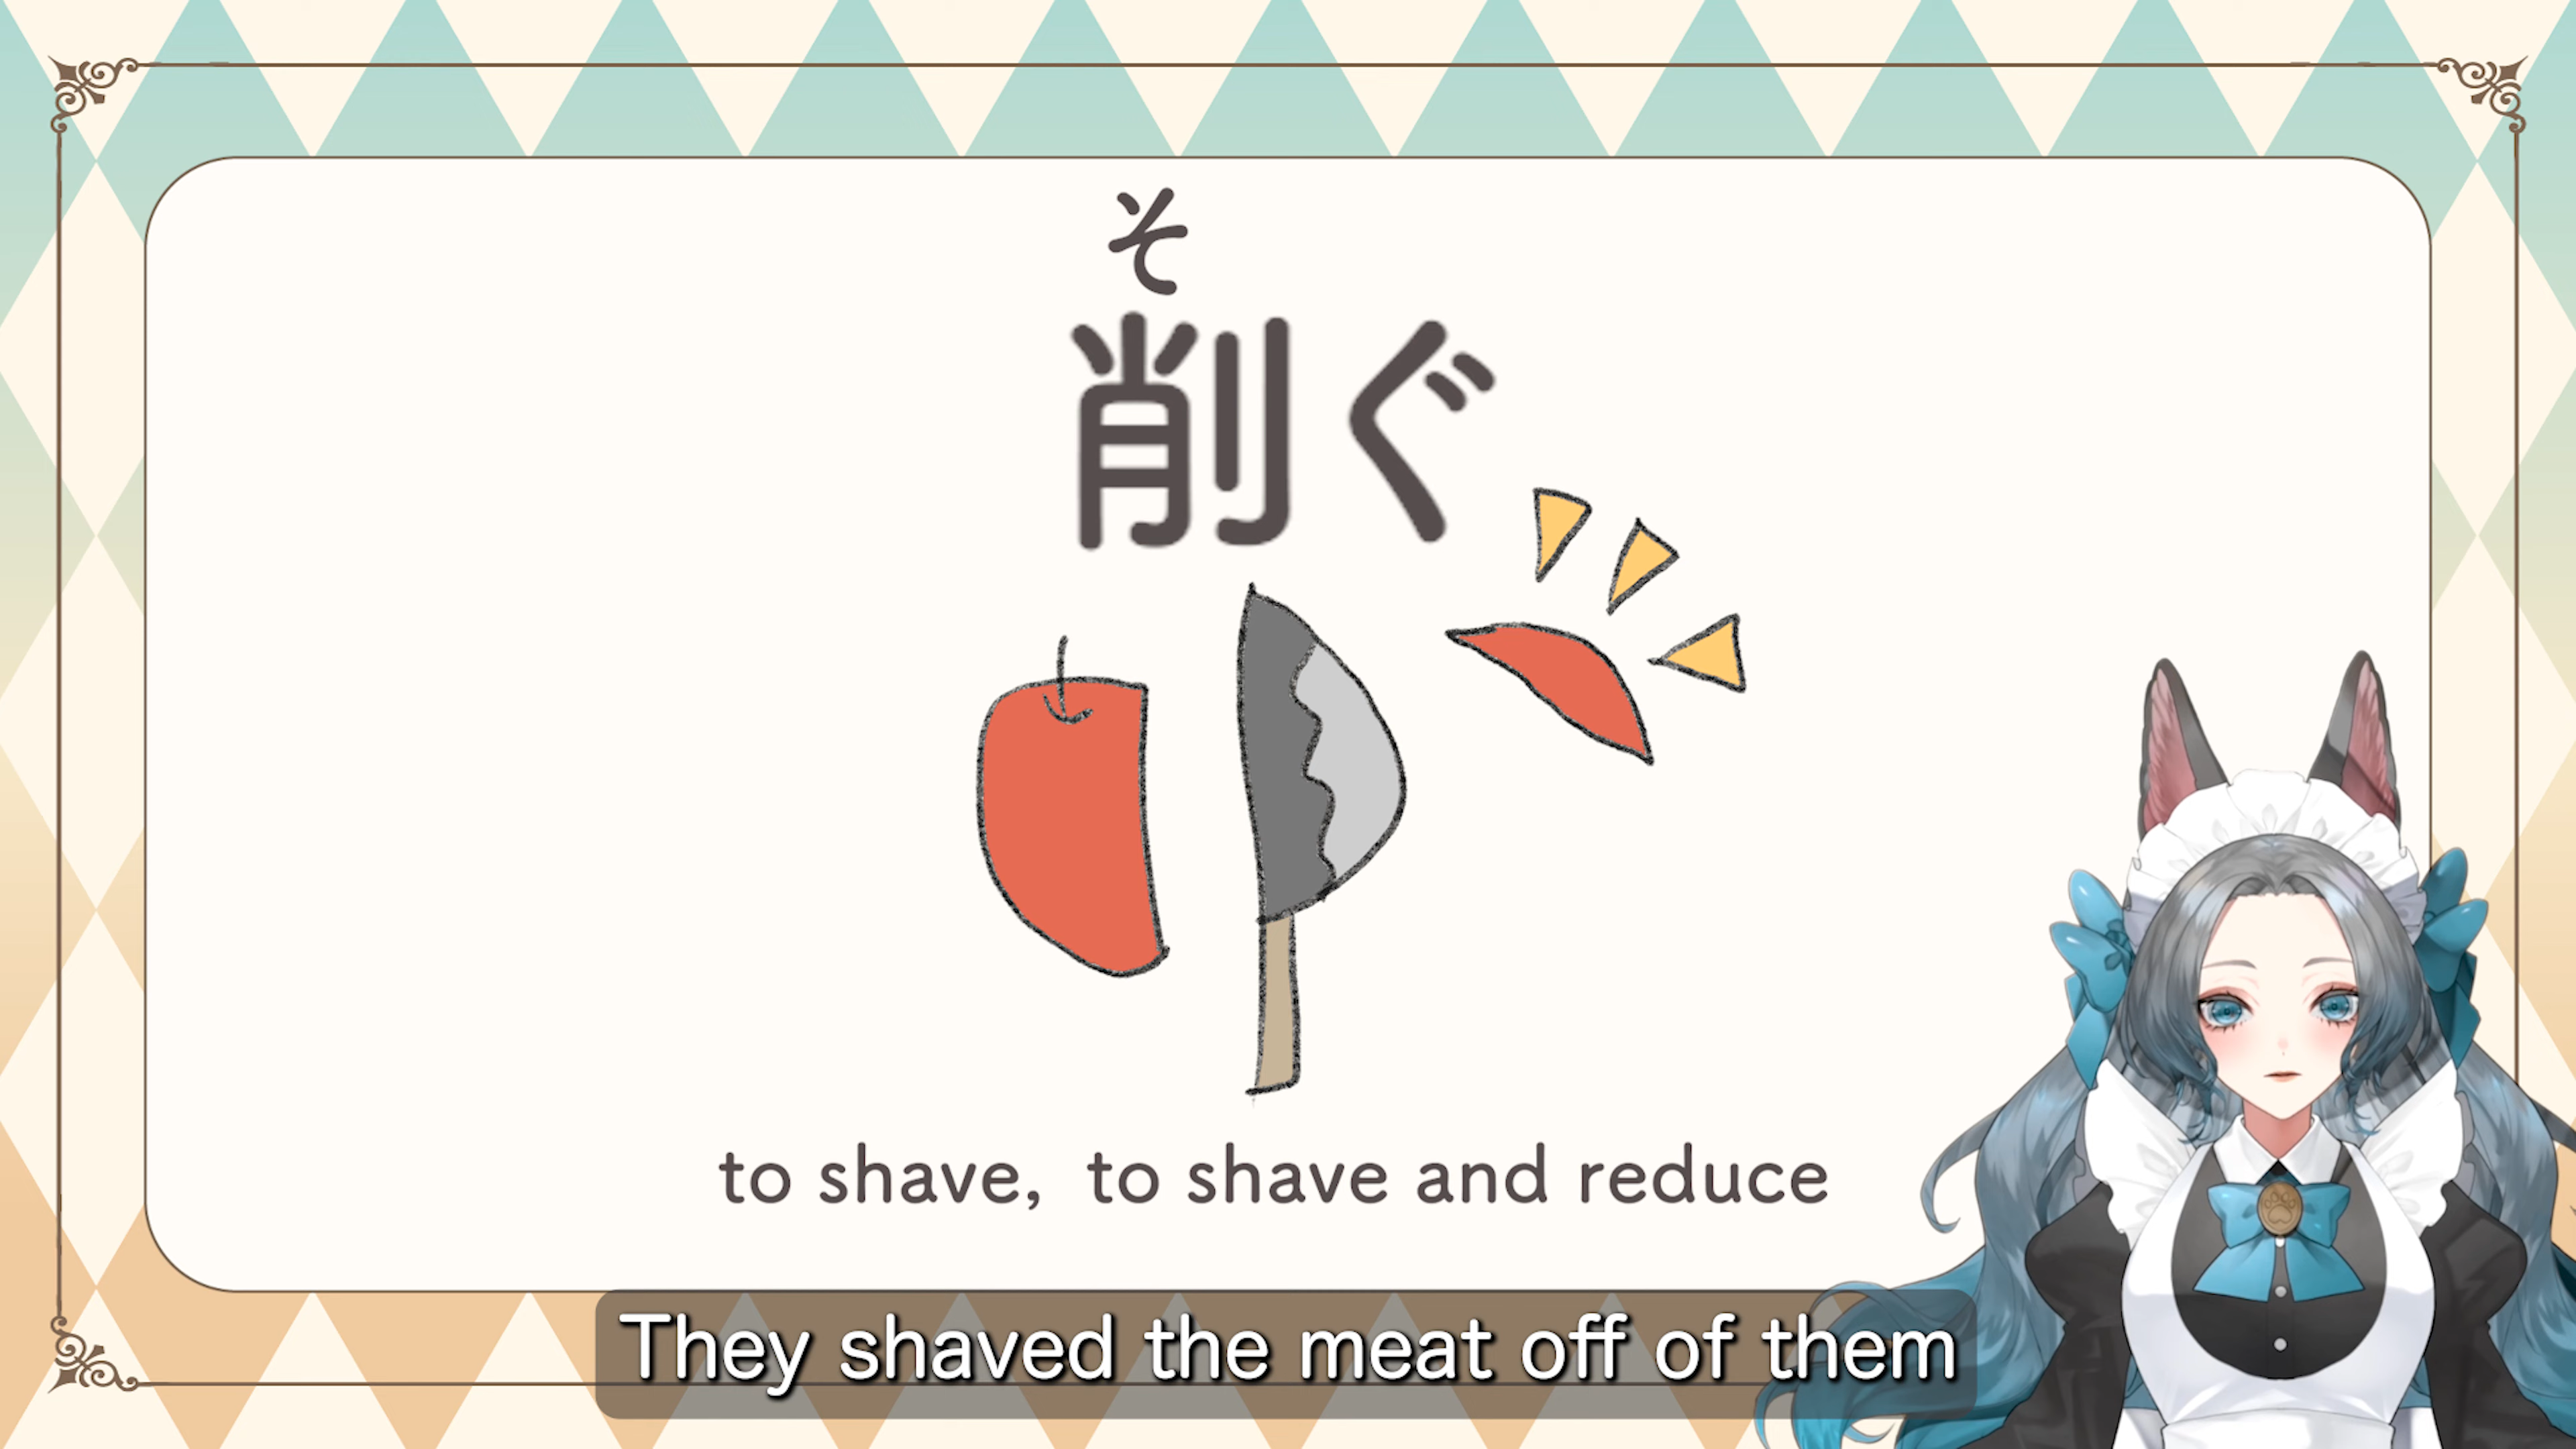 そ
削ぐ
to shave, to shave and reduce
They shaved the meat off of them